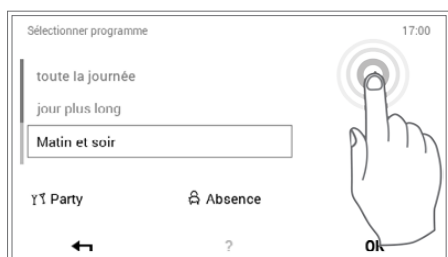 Sélectionner programme 17:00
toute la journée
jour plus long
Matin et soir
Party Absence
? OK